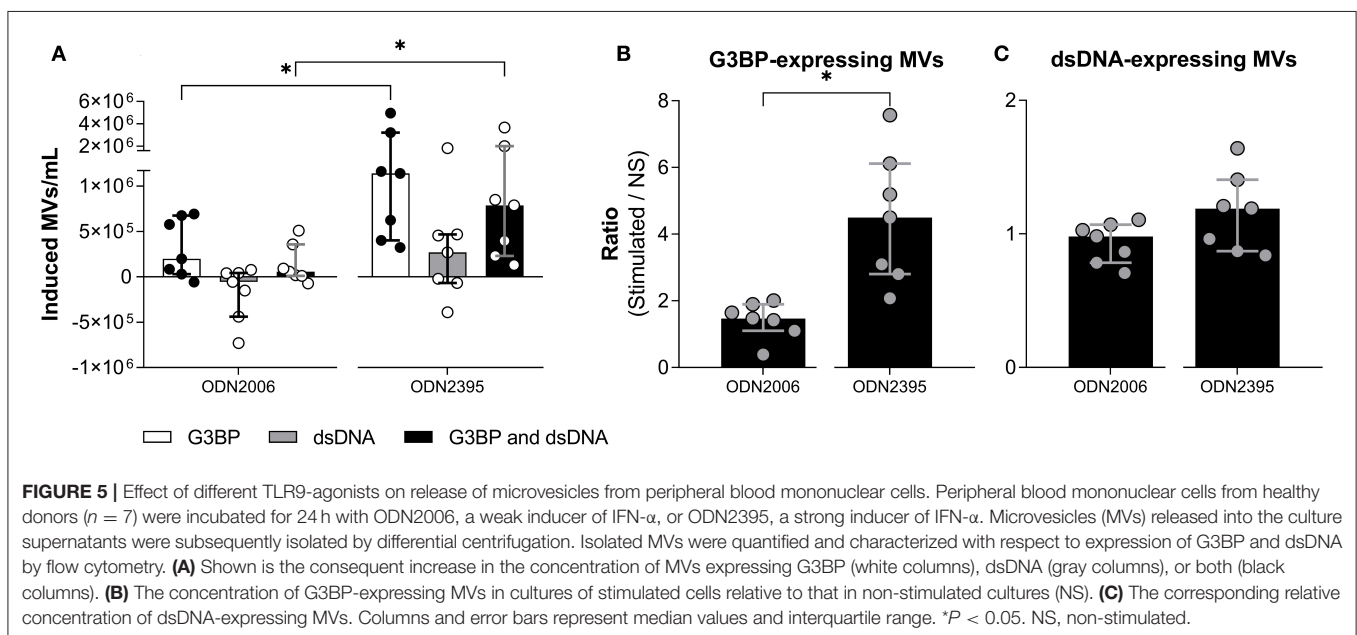 A
*
*
6×10⁶
4×10⁶
2×10⁶
1×10⁶
5×10⁵
0
-5×10⁵
-1×10⁶
Induced MVs/mL
ODN2006
ODN2395
G3BP
dsDNA
G3BP and dsDNA
B
G3BP-expressing MVs
*
8
6
4
2
0
Ratio
(Stimulated / NS)
ODN2006
ODN2395
C
dsDNA-expressing MVs
2
1
0
ODN2006
ODN2395
FIGURE 5 | Effect of different TLR9-agonists on release of microvesicles from peripheral blood mononuclear cells. Peripheral blood mononuclear cells from healthy
donors (n = 7) were incubated for 24 h with ODN2006, a weak inducer of IFN-α, or ODN2395, a strong inducer of IFN-α. Microvesicles (MVs) released into the culture
supernatants were subsequently isolated by differential centrifugation. Isolated MVs were quantified and characterized with respect to expression of G3BP and dsDNA
by flow cytometry. (A) Shown is the consequent increase in the concentration of MVs expressing G3BP (white columns), dsDNA (gray columns), or both (black
columns). (B) The concentration of G3BP-expressing MVs in cultures of stimulated cells relative to that in non-stimulated cultures (NS). (C) The corresponding relative
concentration of dsDNA-expressing MVs. Columns and error bars represent median values and interquartile range. *P < 0.05. NS, non-stimulated.